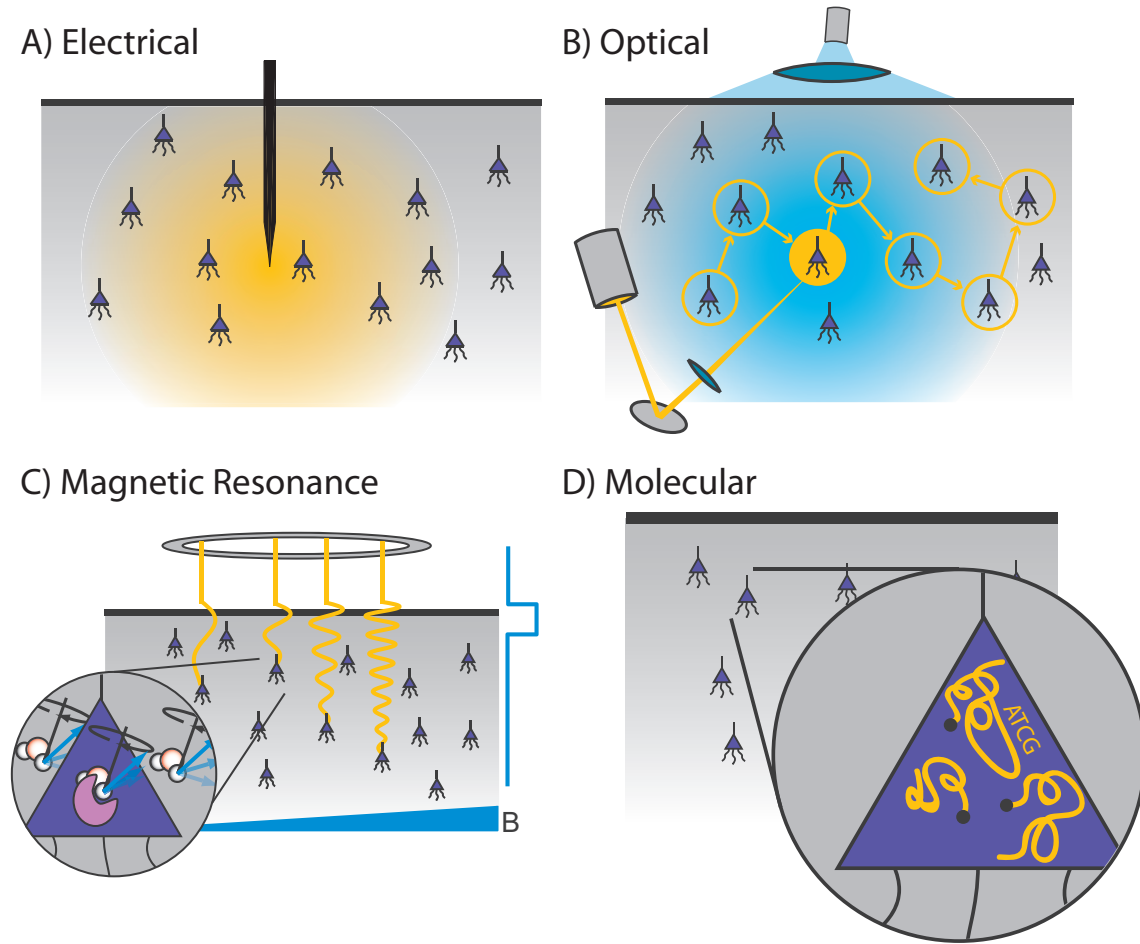 A) Electrical
B) Optical
C) Magnetic Resonance
D) Molecular
B
ATCG